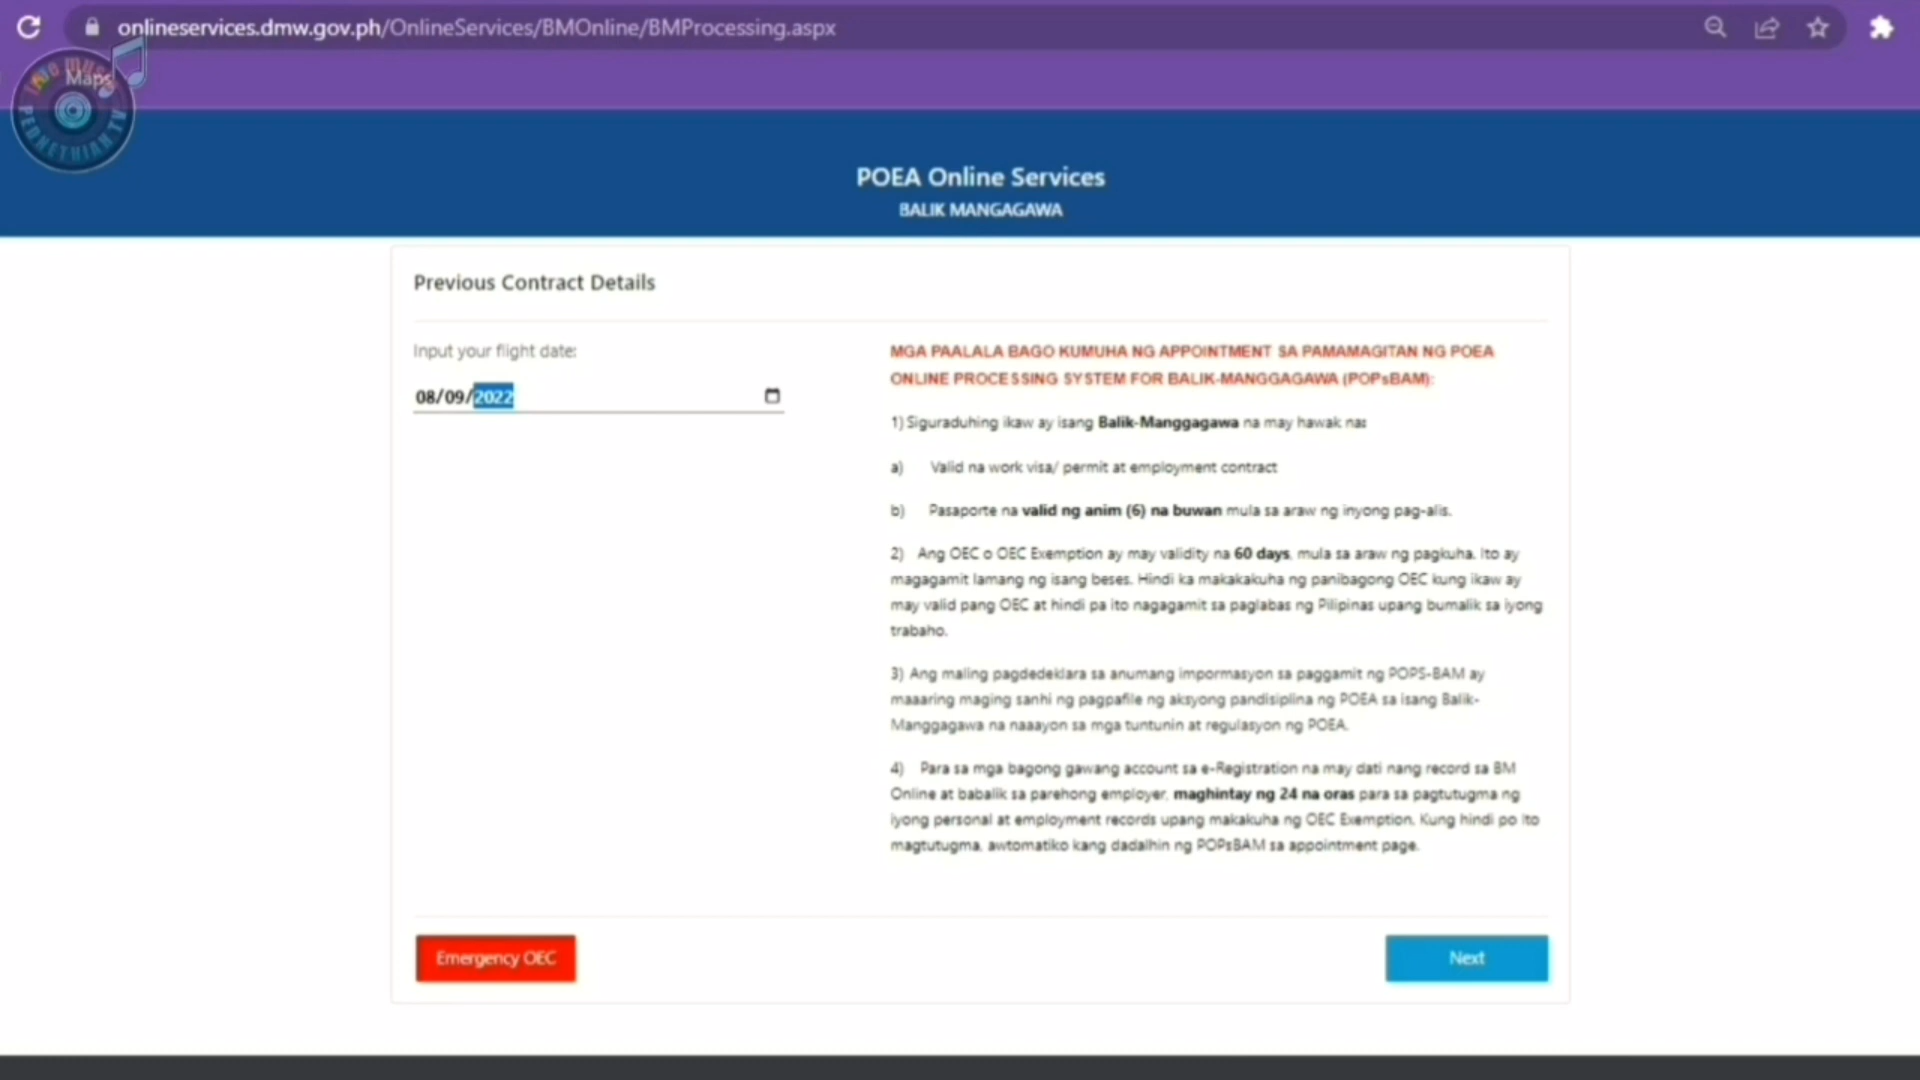 onlineservices.dmw.gov.ph/OnlineServices/BMOnline/BMProcessing.aspx
Maps
PEDNETHIAN TV
POEA Online Services
BALIK MANGAGAWA
Previous Contract Details
Input your flight date:
08/09/2022
MGA PAALALA BAGO KUMUHA NG APPOINTMENT SA PAMAMAGITAN NG POEA
ONLINE PROCESSING SYSTEM FOR BALIK-MANGGAGAWA (POPsBAM):
1) Siguraduhing ikaw ay isang Balik-Manggagawa na may hawak na:
a) Valid na work visa/ permit at employment contract
b) Pasaporte na valid ng anim (6) na buwan mula sa araw ng inyong pag-alis.
2) Ang OEC o OEC Exemption ay may validity na 60 days, mula sa araw ng pagkuha. Ito ay
magagamit lamang ng isang beses. Hindi ka makakakuha ng panibagong OEC kung ikaw ay
may valid pang OEC at hindi pa ito nagagamit sa paglabas ng Pilipinas upang bumalik sa iyong
trabaho.
3) Ang maling pagdedeklara sa anumang impormasyon sa paggamit ng POPS-BAM ay
maaaring maging sanhi ng pagpafile ng aksyong pandisiplina ng POEA sa isang Balik-
Manggagawa na naaayon sa mga tuntunin at regulasyon ng POEA.
4) Para sa mga bagong gawang account sa e-Registration na may dati nang record sa BM
Online at babalik sa parehong employer, maghintay ng 24 na oras para sa pagtutugma ng
iyong personal at employment records upang makakuha ng OEC Exemption. Kung hindi po ito
magtutugma, awtomatiko kang dadalhin ng POPsBAM sa appointment page.
Emergency OEC
Next